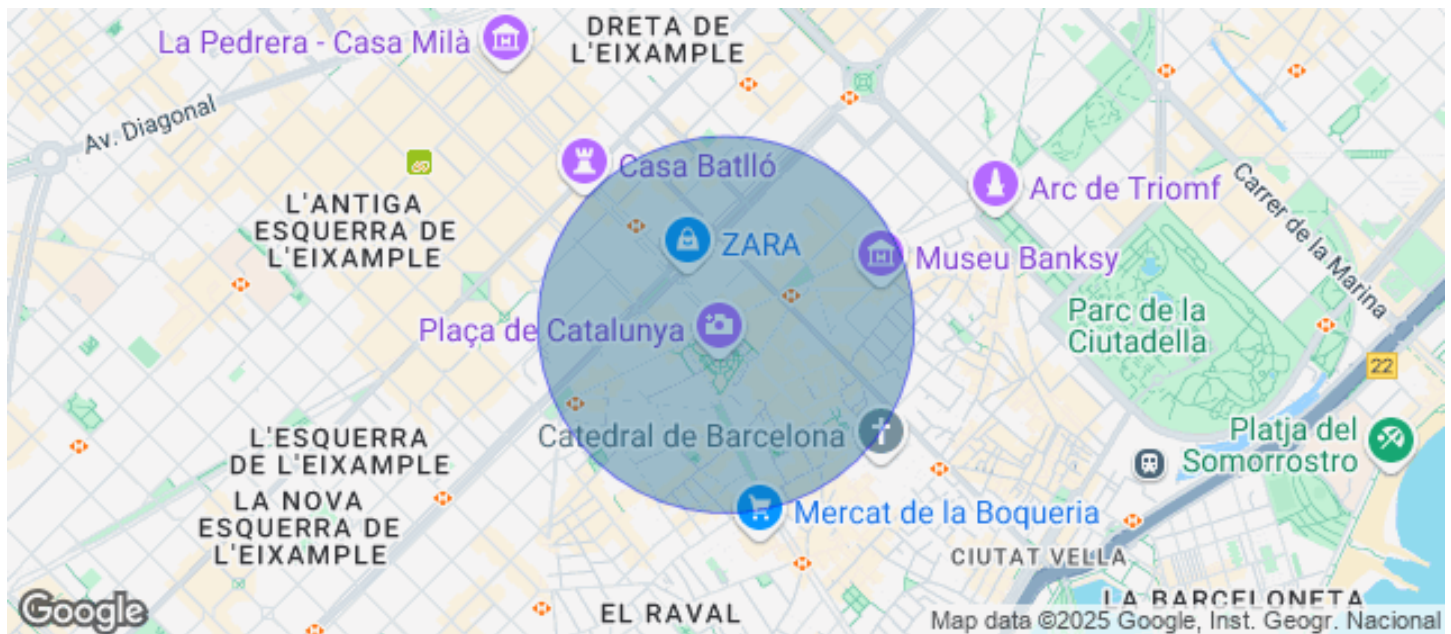 La Pedrera - Casa Milà
DRETA DE
L'EIXAMPLE
Av. Diagonal
Casa Batlló
L'ANTIGA
ESQUERRA DE
L'EIXAMPLE
ZARA
Arc de Triomf
Carrer de la Marina
Museu Banksy
Plaça de Catalunya
Parc de la
Ciutadella
22
L'ESQUERRA
DE L'EIXAMPLE
Catedral de Barcelona
Platja del
Somorrostro
LA NOVA
ESQUERRA DE
L'EIXAMPLE
Mercat de la Boqueria
CIUTAT VELLA
EL RAVAL
LA BARCELONETA
Google
Map data ©2025 Google, Inst. Geogr. Nacional